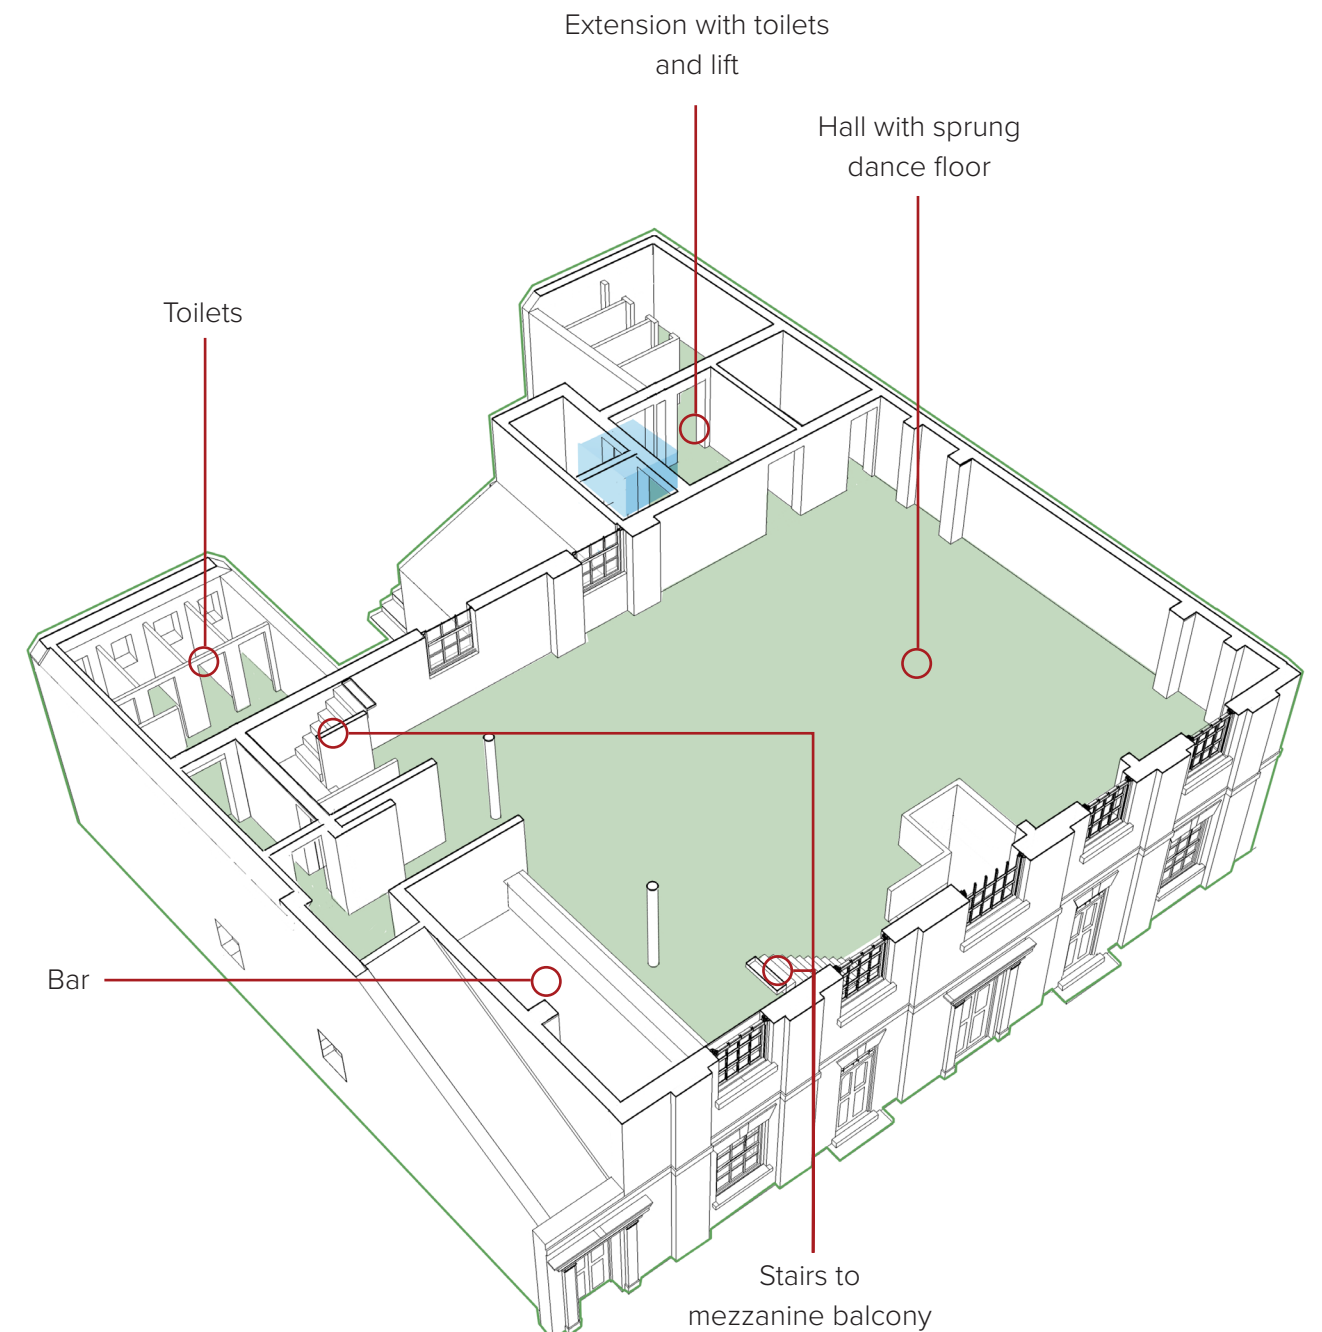 Extension with toilets
and lift
Hall with sprung
dance floor
Toilets
Bar
Stairs to
mezzanine balcony